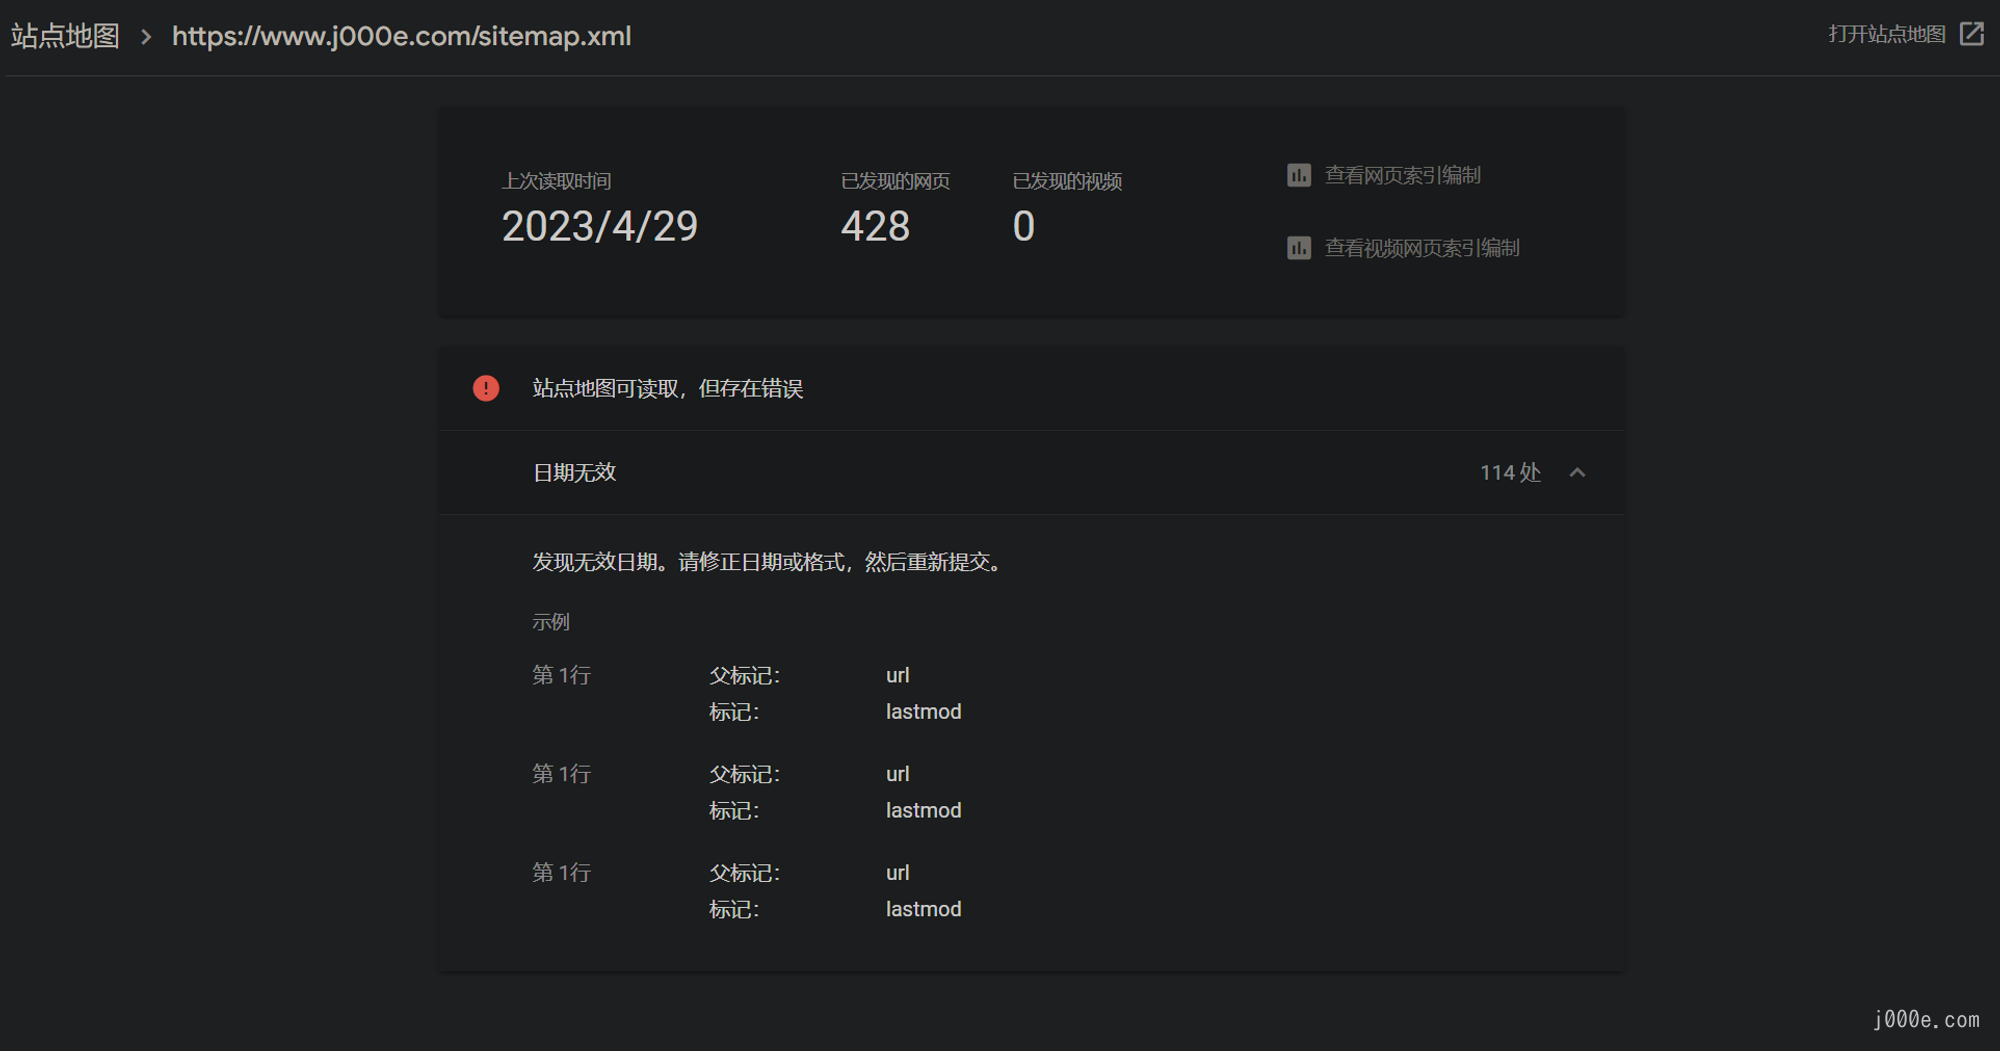 站点地图 > https://www.j000e.com/sitemap.xml
打开站点地图
上次读取时间
2023/4/29
已发现的网页
428
已发现的视频
0
查看网页索引编制
查看视频网页索引编制
站点地图可读取，但存在错误
日期无效
114 处
发现无效日期。请修正日期或格式，然后重新提交。
示例
第 1行 父标记： url
标记： lastmod
第 1行 父标记： url
标记： lastmod
第 1行 父标记： url
标记： lastmod
j000e.com